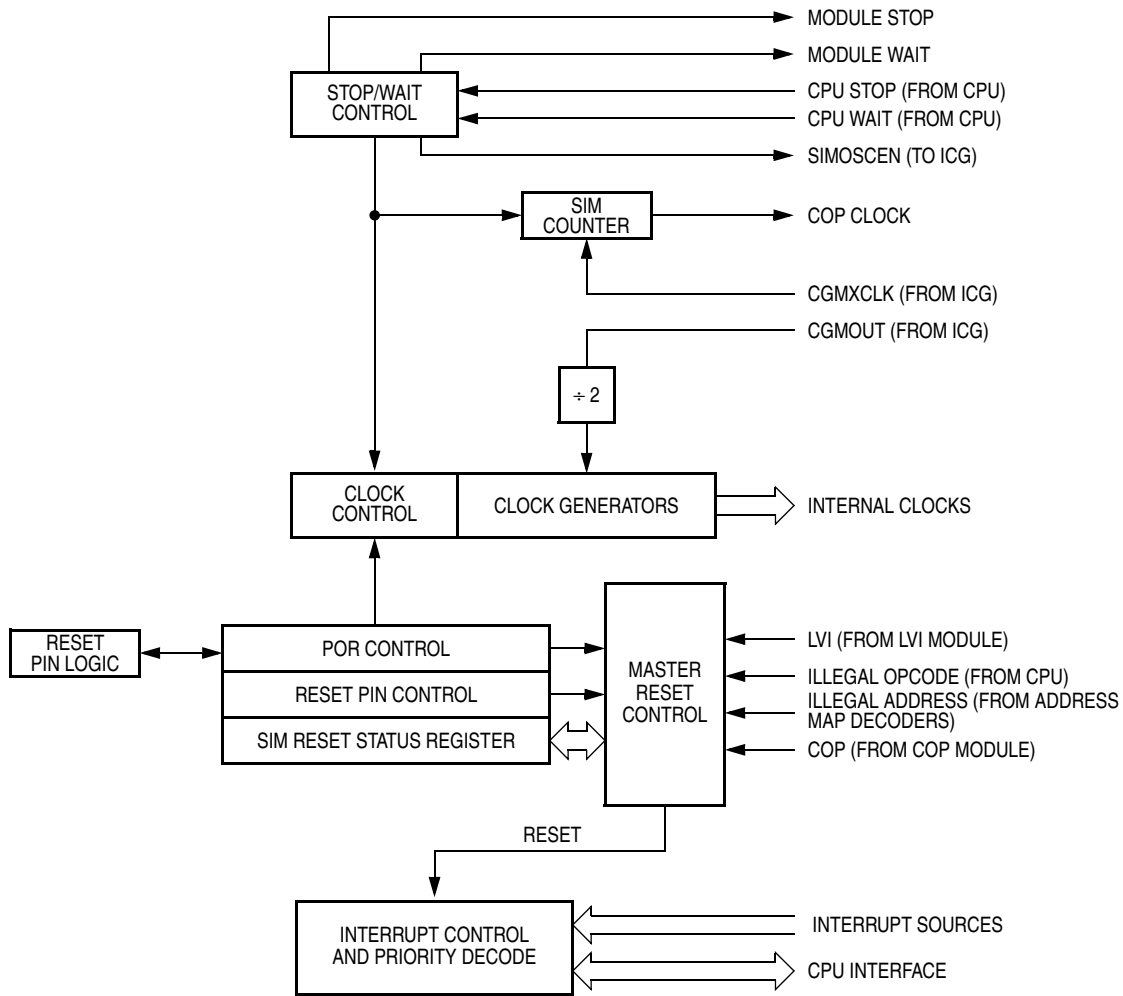 MODULE STOP
MODULE WAIT
STOP/WAIT
CONTROL
CPU STOP (FROM CPU)
CPU WAIT (FROM CPU)
SIMOSCEN (TO ICG)
SIM
COUNTER
COP CLOCK
CGMXCLK (FROM ICG)
CGMOUT (FROM ICG)
÷ 2
CLOCK
CONTROL
CLOCK GENERATORS
INTERNAL CLOCKS
RESET
PIN LOGIC
POR CONTROL
RESET PIN CONTROL
SIM RESET STATUS REGISTER
MASTER
RESET
CONTROL
LVI (FROM LVI MODULE)
ILLEGAL OPCODE (FROM CPU)
ILLEGAL ADDRESS (FROM ADDRESS
MAP DECODERS)
COP (FROM COP MODULE)
RESET
INTERRUPT CONTROL
AND PRIORITY DECODE
INTERRUPT SOURCES
CPU INTERFACE